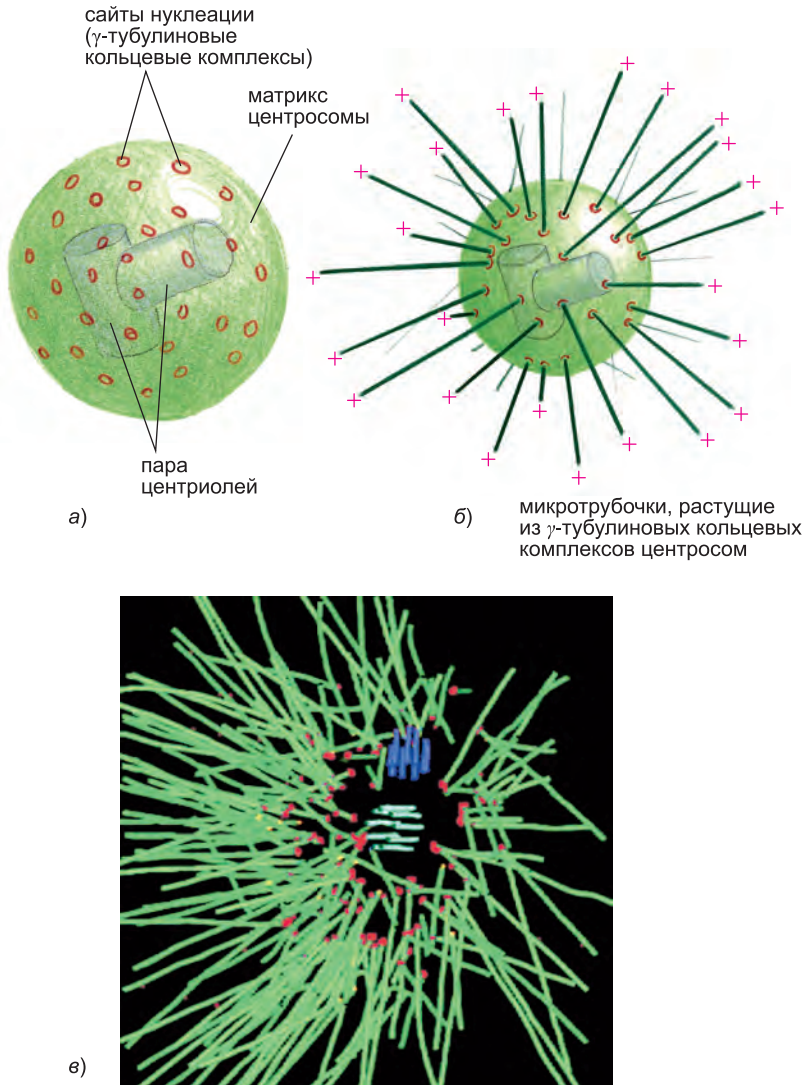 сайты нуклеации
(γ-тубулиновые
кольцевые комплексы)
матрикс
центросомы
пара
центриолей
а)
+ + + + + + + + + + + + + + + + + + + + + + +
б)
микротрубочки, растущие
из γ-тубулиновых кольцевых
комплексов центросом
в)